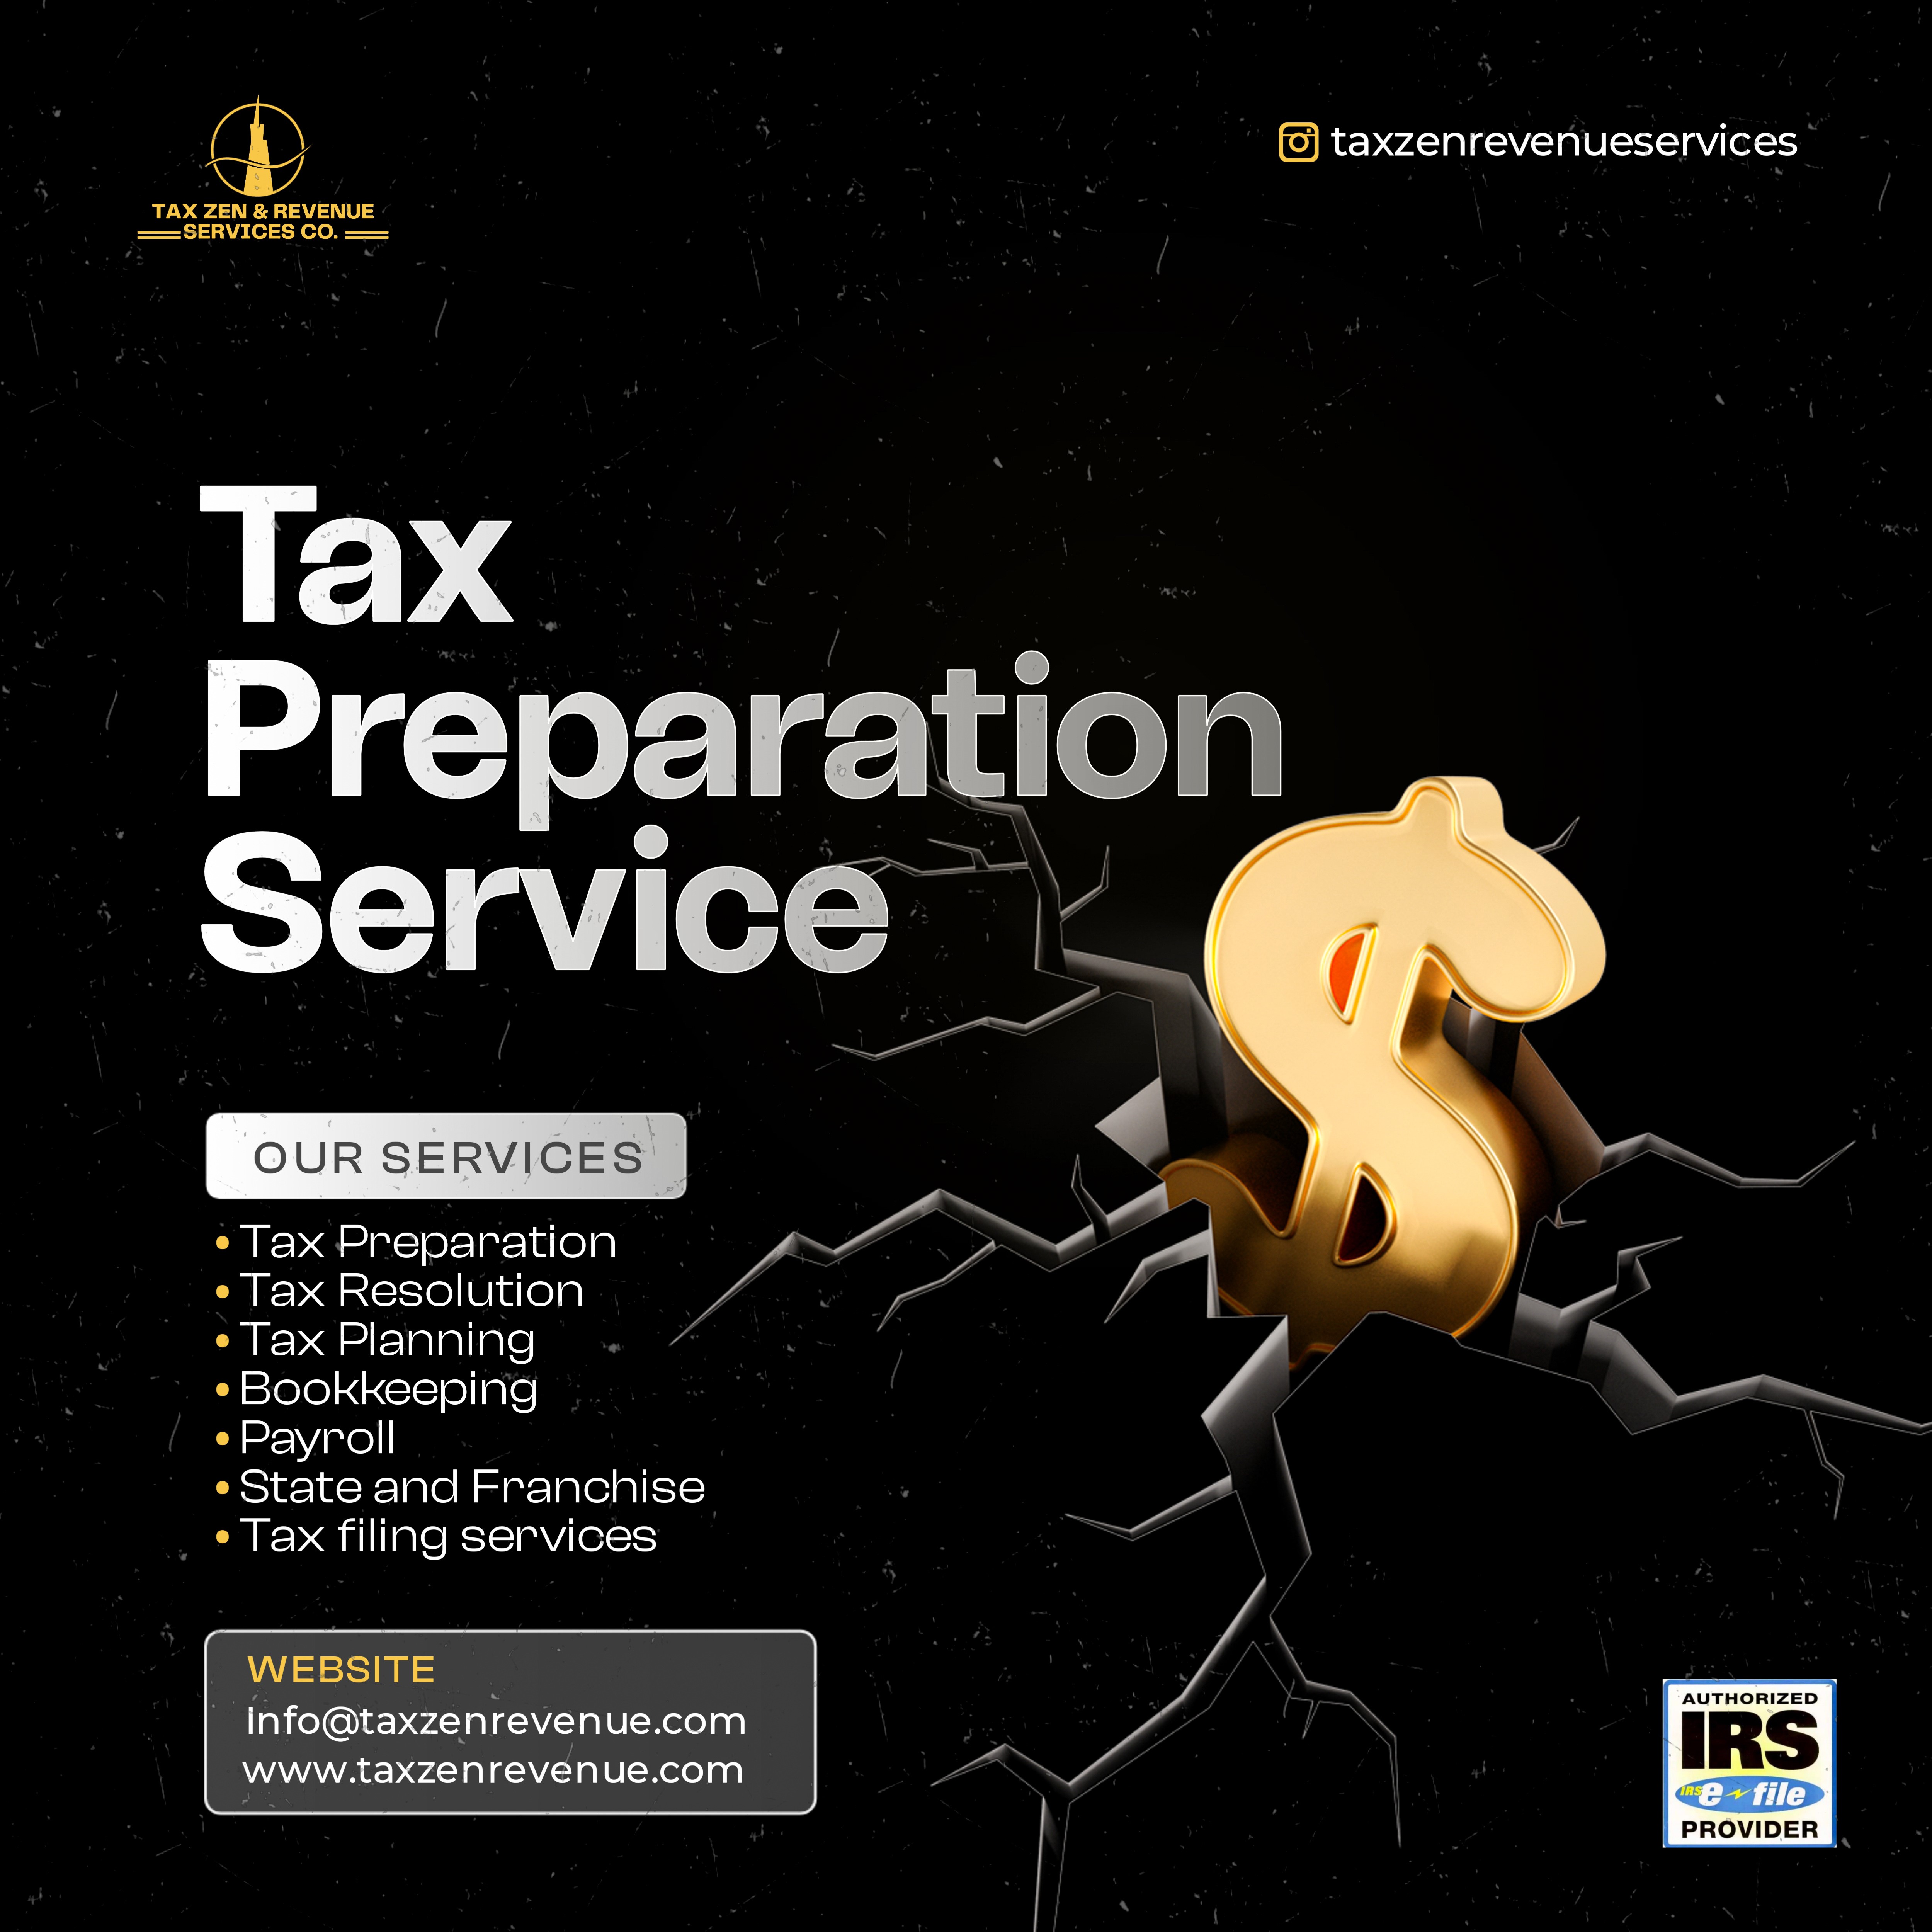 TAX ZEN & REVENUE
SERVICES CO.
taxzenrevenueservices
Tax
Preparation
Service
OUR SERVICES
• Tax Preparation
• Tax Resolution
• Tax Planning
• Bookkeeping
• Payroll
• State and Franchise
• Tax filing services
WEBSITE
info@taxzenrevenue.com
www.taxzenrevenue.com
AUTHORIZED
IRS
IRS e file
PROVIDER